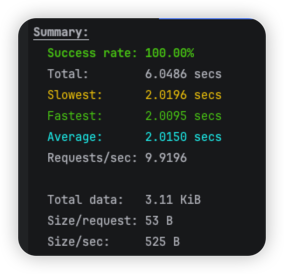 Summary:
Success rate: 100.00%
Total: 6.0486 secs
Slowest: 2.0196 secs
Fastest: 2.0095 secs
Average: 2.0150 secs
Requests/sec: 9.9196
Total data: 3.11 KiB
Size/request: 53 B
Size/sec: 525 B